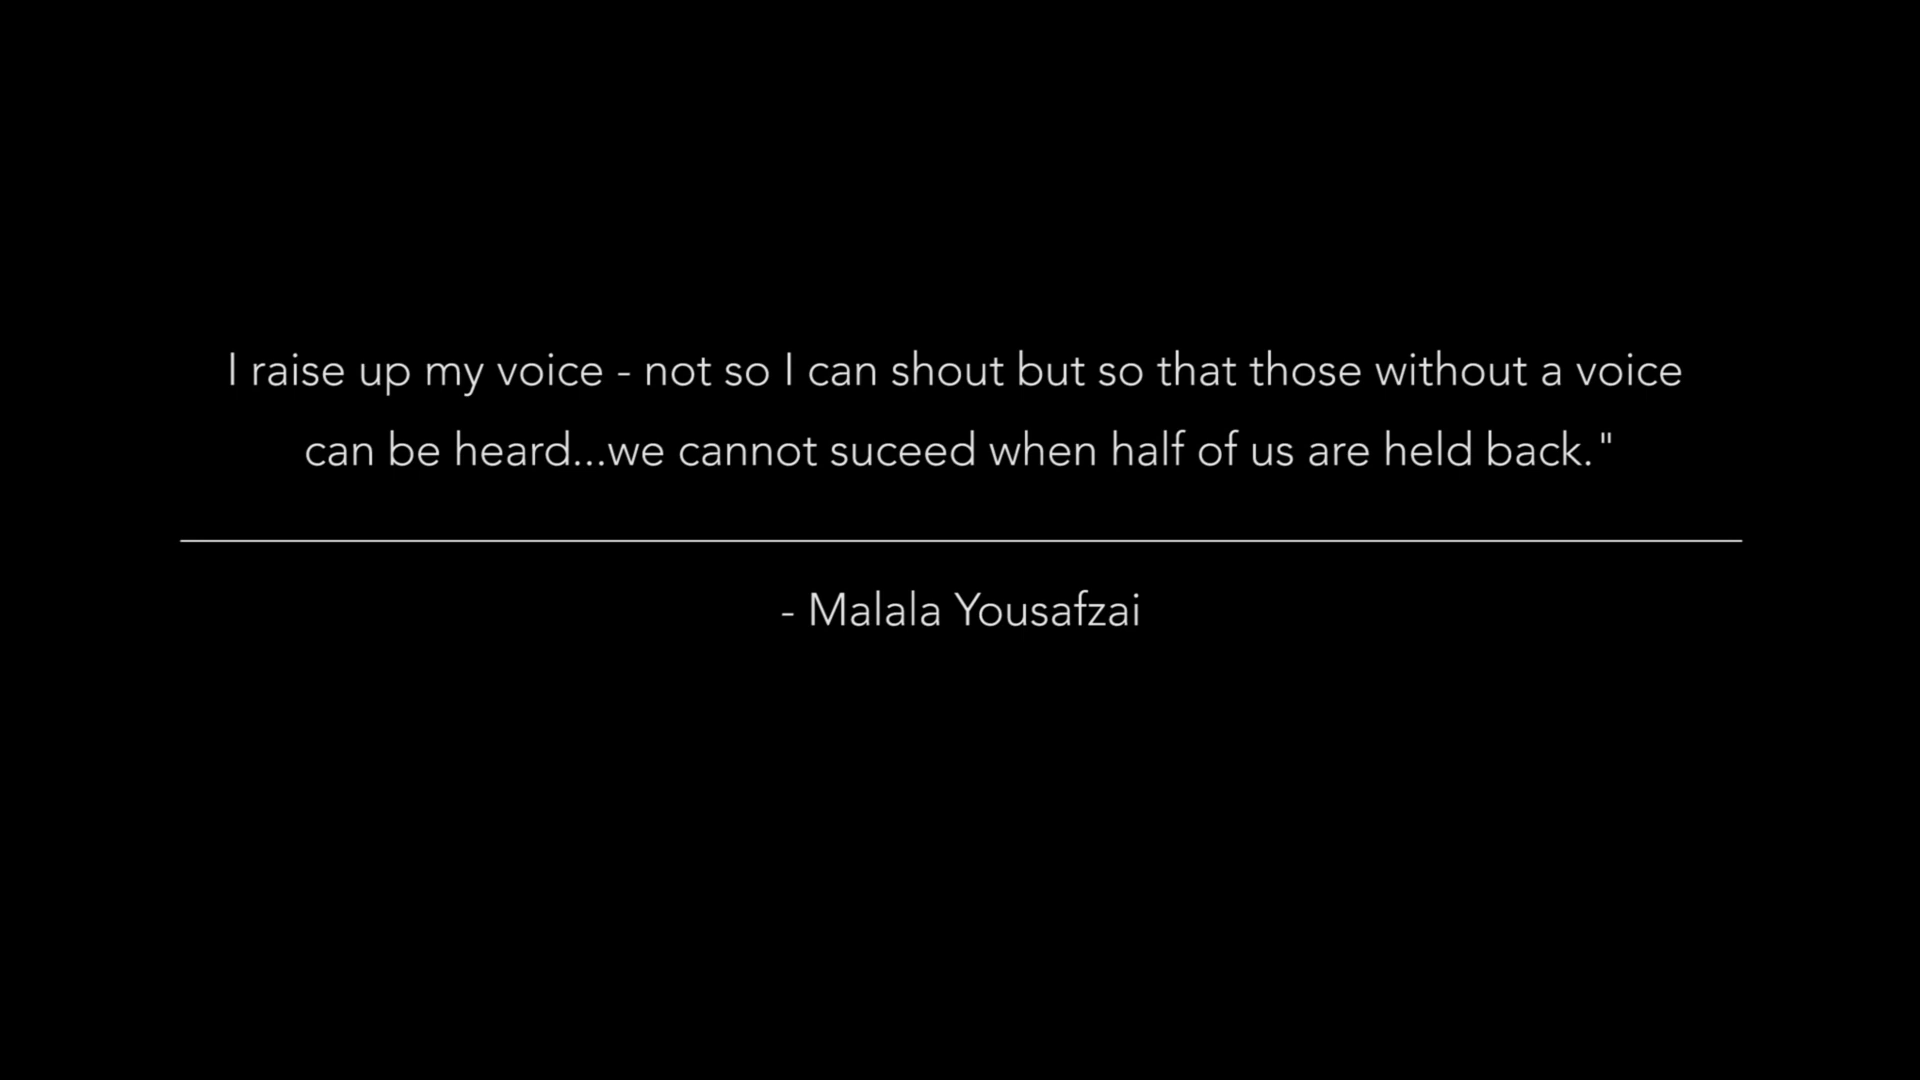 I raise up my voice - not so I can shout but so that those without a voice
can be heard...we cannot suceed when half of us are held back."
- Malala Yousafzai